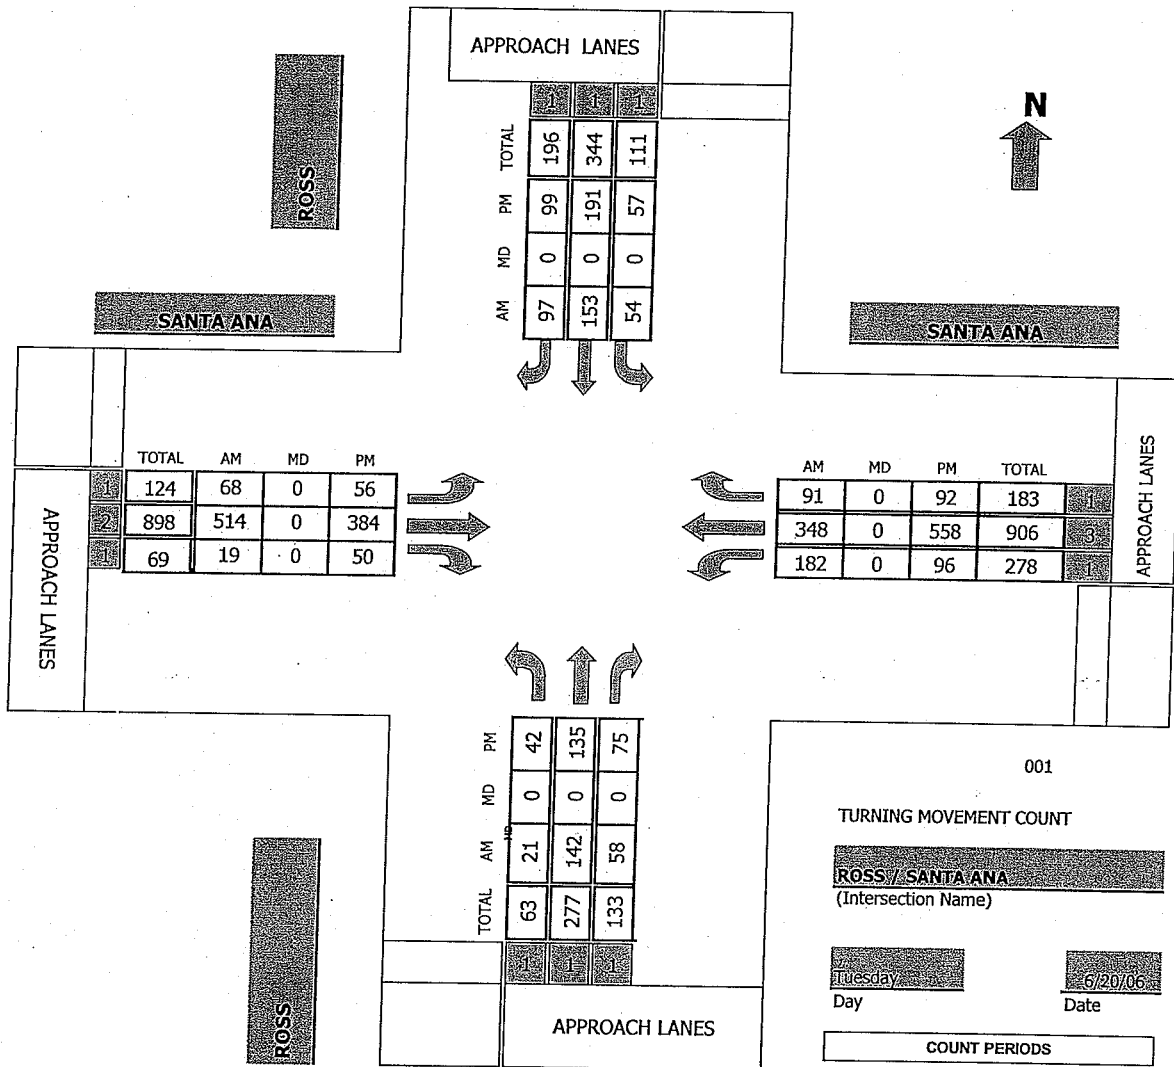 APPROACH LANES
1 1 1
TOTAL 196 344 111
PM 99 191 57
MD 0 0 0
AM 97 153 54
N
ROSS
SANTA ANA
SANTA ANA
TOTAL AM MD PM
1 124 68 0 56
2 898 514 0 384
1 69 19 0 50
APPROACH LANES
AM MD PM TOTAL
91 0 92 183 1
348 0 558 906 3
182 0 96 278 1
APPROACH LANES
PM 42 135 75
MD 0 0 0
AM 21 142 58
TOTAL 63 277 133
1 1 1
APPROACH LANES
ROSS
001
TURNING MOVEMENT COUNT
ROSS / SANTA ANA
(Intersection Name)
Tuesday 6/20/06
Day Date
COUNT PERIODS